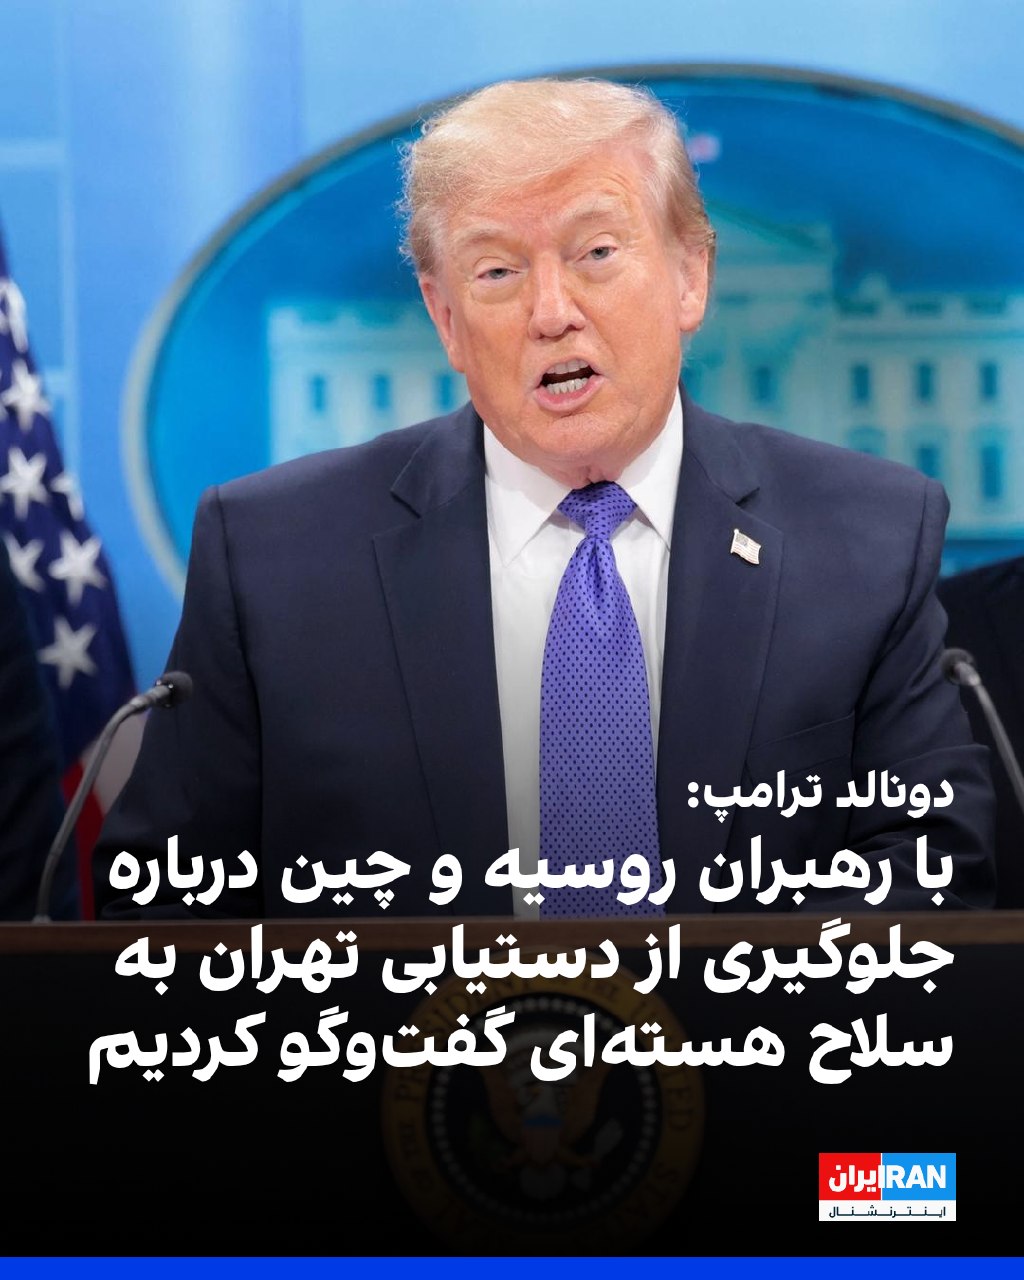 دونالد ترامپ:
با رهبران روسیه و چین درباره
جلوگیری از دستیابی تهران به
سلاح هسته‌ای گفت‌وگو کردیم
ایران IRAN
اینترنشنال